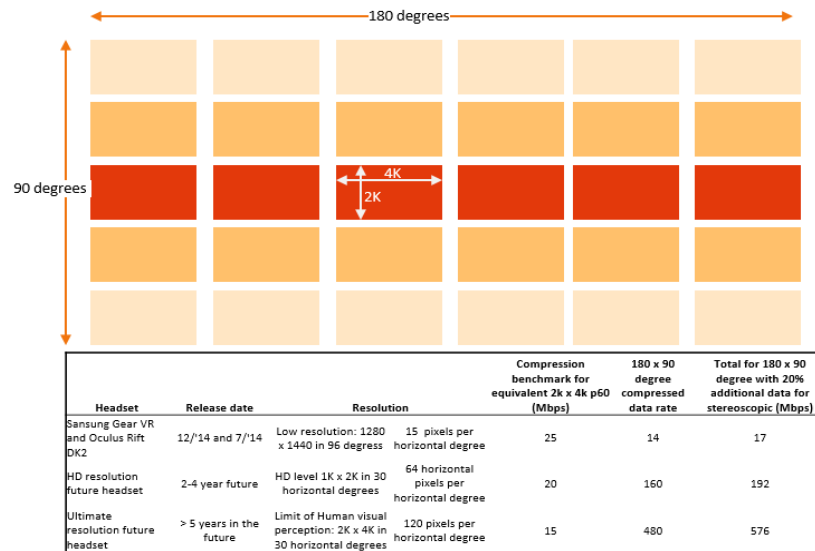 180 degrees
90 degrees
4K
2K
Compression
benchmark for
equivalent 2k x 4k p60
(Mbps)
180 x 90
degree
compressed
data rate
Total for 180 x 90
degree with 20%
additional data for
stereoscopic (Mbps)
Headset
Release date
Resolution
Sansung Gear VR
and Oculus Rift
DK2
12/'14 and 7/'14
Low resolution: 1280
x 1440 in 96 degress
15 pixels per
horizontal degree
25
14
17
HD resolution
future headset
2-4 year future
HD level 1K x 2K in 30
horizontal degrees
64 horizontal
pixels per
horizontal degree
20
160
192
Ultimate
resolution future
headset
> 5 years in the
future
Limit of Human visual
perception: 2K x 4K in
30 horizontal degrees
120 pixels per
horizontal degree
15
480
576